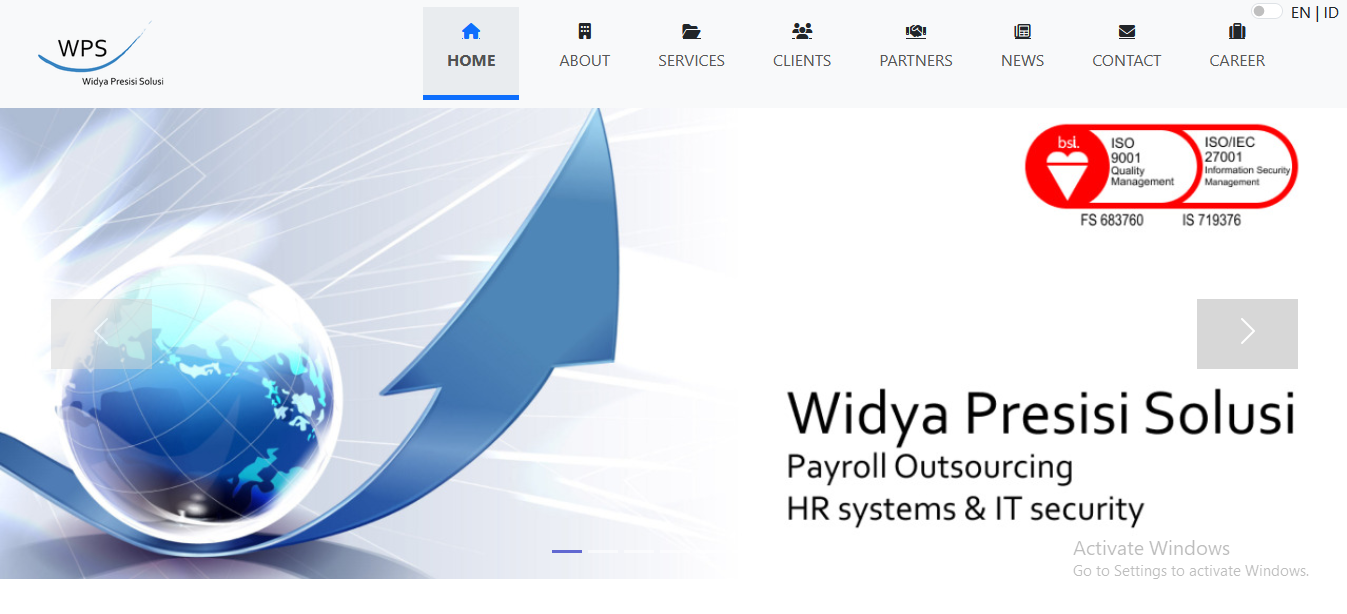 EN | ID
WPS
Widya Presisi Solusi
HOME
ABOUT
SERVICES
CLIENTS
PARTNERS
NEWS
CONTACT
CAREER
bsi.
ISO
9001
Quality
Management
ISO/IEC
27001
Information Security
Management
FS 683760
IS 719376
Widya Presisi Solusi
Payroll Outsourcing
HR systems & IT security
Activate Windows
Go to Settings to activate Windows.